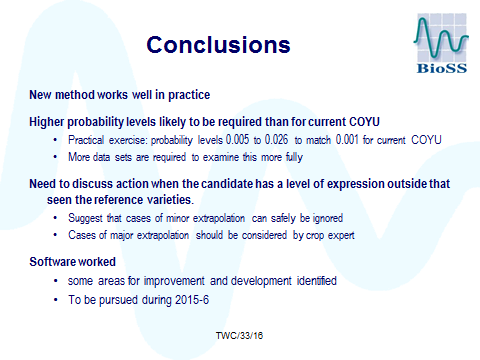 Conclusions
BioSS
New method works well in practice
Higher probability levels likely to be required than for current COYU
• Practical exercise: probability levels 0.005 to 0.026 to match 0.001 for current COYU
• More data sets are required to examine this more fully
Need to discuss action when the candidate has a level of expression outside that
seen the reference varieties.
• Suggest that cases of minor extrapolation can safely be ignored
• Cases of major extrapolation should be considered by crop expert
Software worked
• some areas for improvement and development identified
• To be pursued during 2015-6
TWC/33/16